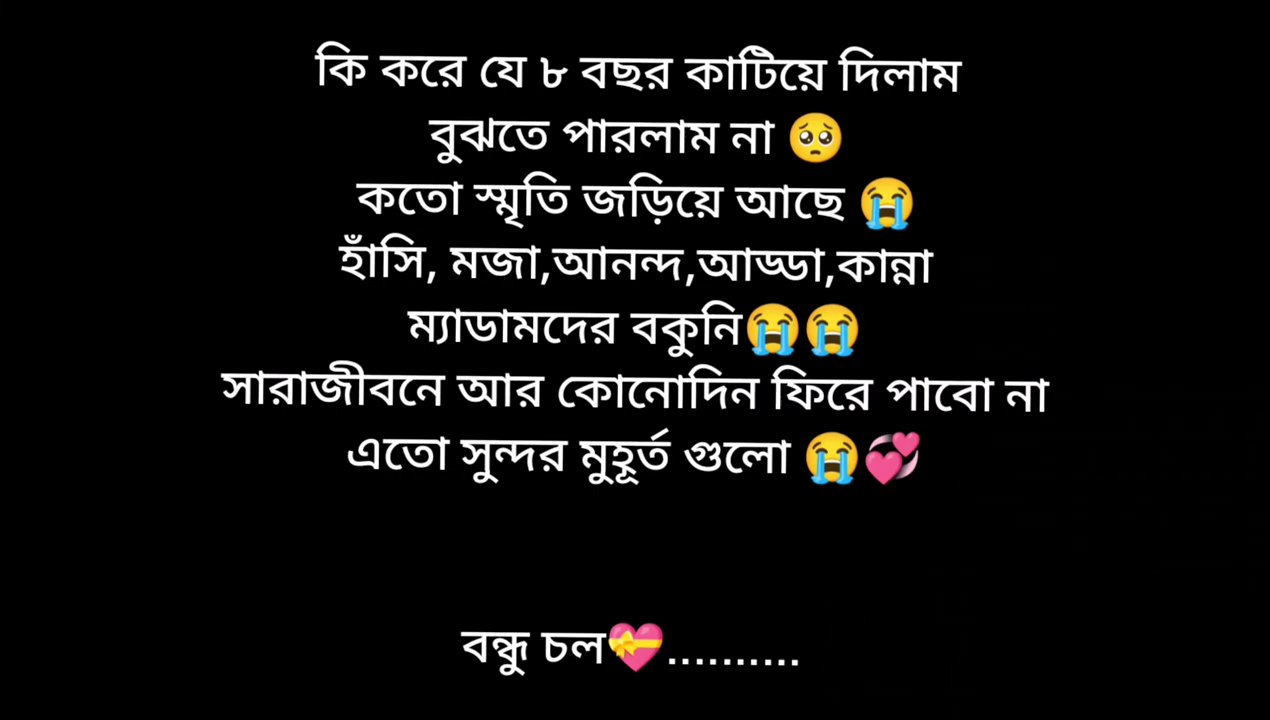 কি করে যে ৮ বছর কাটিয়ে দিলাম
বুঝতে পারলাম না 🥺
কতো স্মৃতি জড়িয়ে আছে 😭
হাঁসি, মজা,আনন্দ,আড্ডা,কান্না
ম্যাডামদের বকুনি😭😭
সারাজীবনে আর কোনোদিন ফিরে পাবো না
এতো সুন্দর মুহূর্ত গুলো 😭💞
বন্ধু চল💝..........